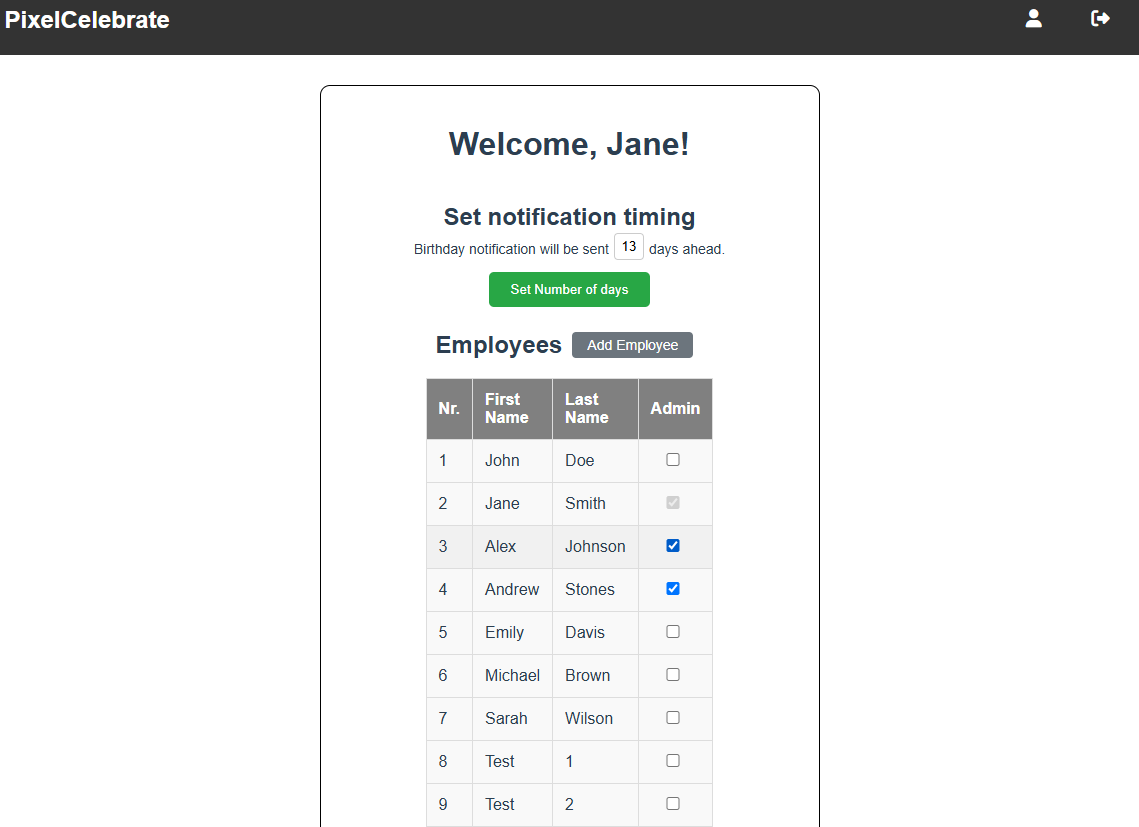 PixelCelebrate
Welcome, Jane!
Set notification timing
Birthday notification will be sent 13 days ahead.
Set Number of days
Employees Add Employee
Nr. First Name Last Name Admin
1 John Doe
2 Jane Smith
3 Alex Johnson
4 Andrew Stones
5 Emily Davis
6 Michael Brown
7 Sarah Wilson
8 Test 1
9 Test 2